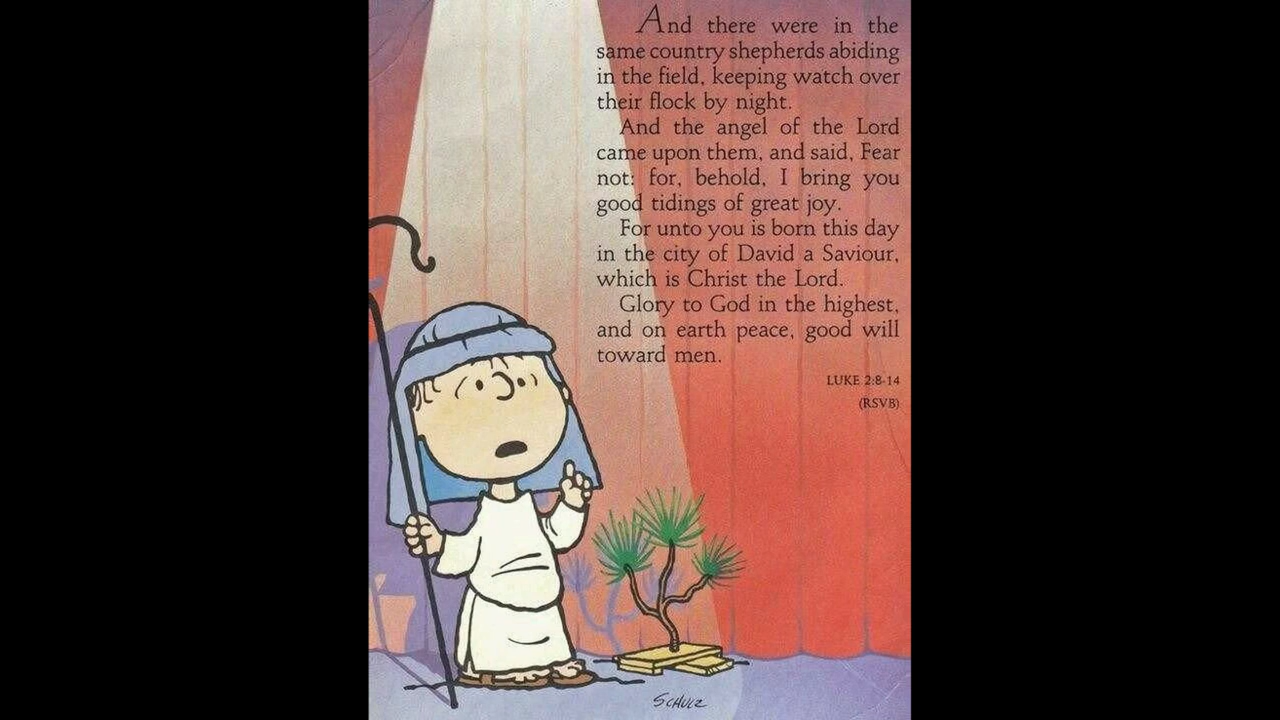 And there were in the
same country shepherds abiding
in the field, keeping watch over
their flock by night.
And the angel of the Lord
came upon them, and said, Fear
not: for, behold, I bring you
good tidings of great joy.
For unto you is born this day
in the city of David a Saviour,
which is Christ the Lord.
Glory to God in the highest,
and on earth peace, good will
toward men.
LUKE 2:8-14
(RSVB)
SCHULZ